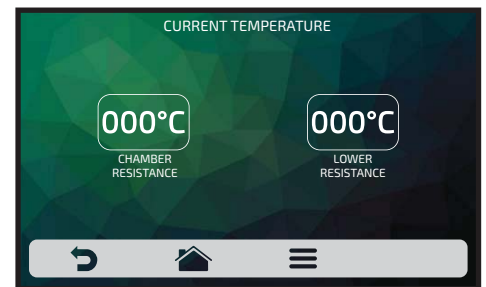 CURRENT TEMPERATURE
000°C
CHAMBER
RESISTANCE
000°C
LOWER
RESISTANCE